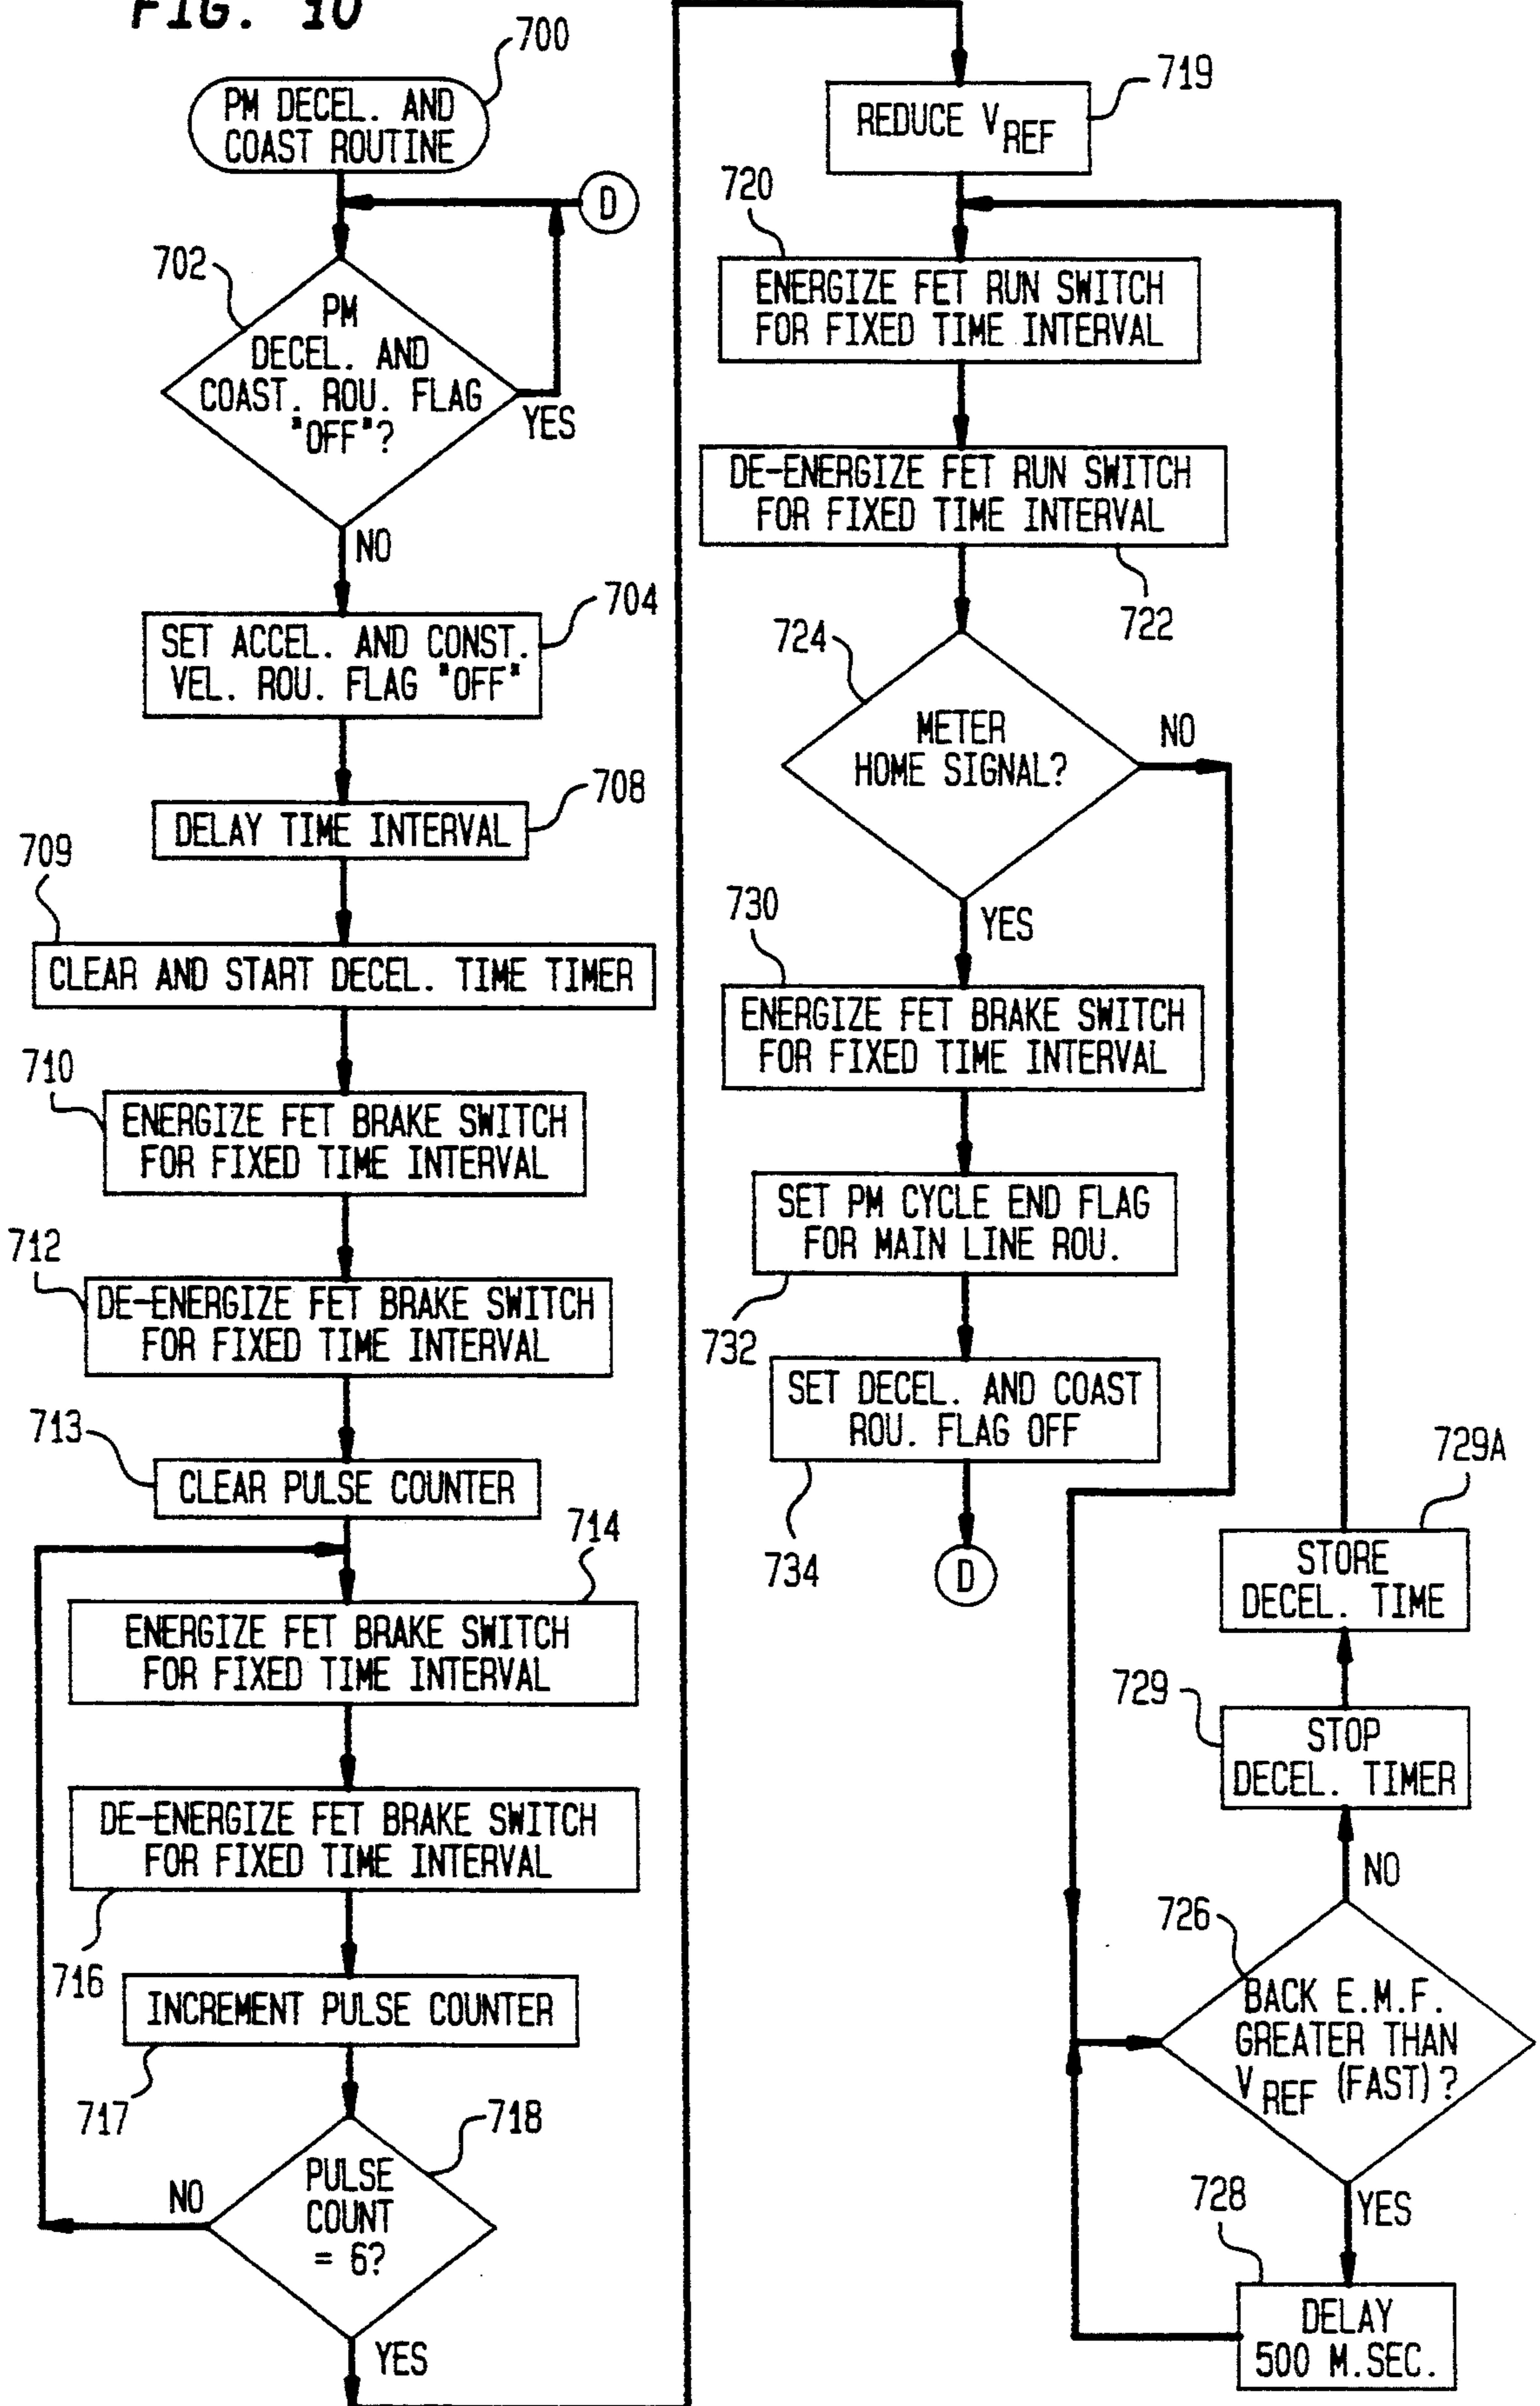 FIG. 10
700
PM DECEL. AND
COAST ROUTINE
D
702
PM
DECEL. AND
COAST. ROU. FLAG
"OFF"?
YES
NO
704
SET ACCEL. AND CONST.
VEL. ROU. FLAG "OFF"
708
DELAY TIME INTERVAL
709
CLEAR AND START DECEL. TIME TIMER
710
ENERGIZE FET BRAKE SWITCH
FOR FIXED TIME INTERVAL
712
DE-ENERGIZE FET BRAKE SWITCH
FOR FIXED TIME INTERVAL
713
CLEAR PULSE COUNTER
714
ENERGIZE FET BRAKE SWITCH
FOR FIXED TIME INTERVAL
DE-ENERGIZE FET BRAKE SWITCH
FOR FIXED TIME INTERVAL
716
INCREMENT PULSE COUNTER
717
718
PULSE
COUNT
= 6?
NO
YES
719
REDUCE VREF
720
ENERGIZE FET RUN SWITCH
FOR FIXED TIME INTERVAL
DE-ENERGIZE FET RUN SWITCH
FOR FIXED TIME INTERVAL
722
724
METER
HOME SIGNAL?
NO
YES
730
ENERGIZE FET BRAKE SWITCH
FOR FIXED TIME INTERVAL
SET PM CYCLE END FLAG
FOR MAIN LINE ROU.
732
SET DECEL. AND COAST
ROU. FLAG OFF
734
D
729A
STORE
DECEL. TIME
729
STOP
DECEL. TIMER
NO
726
BACK E.M.F.
GREATER THAN
VREF (FAST)?
YES
728
DELAY
500 M.SEC.